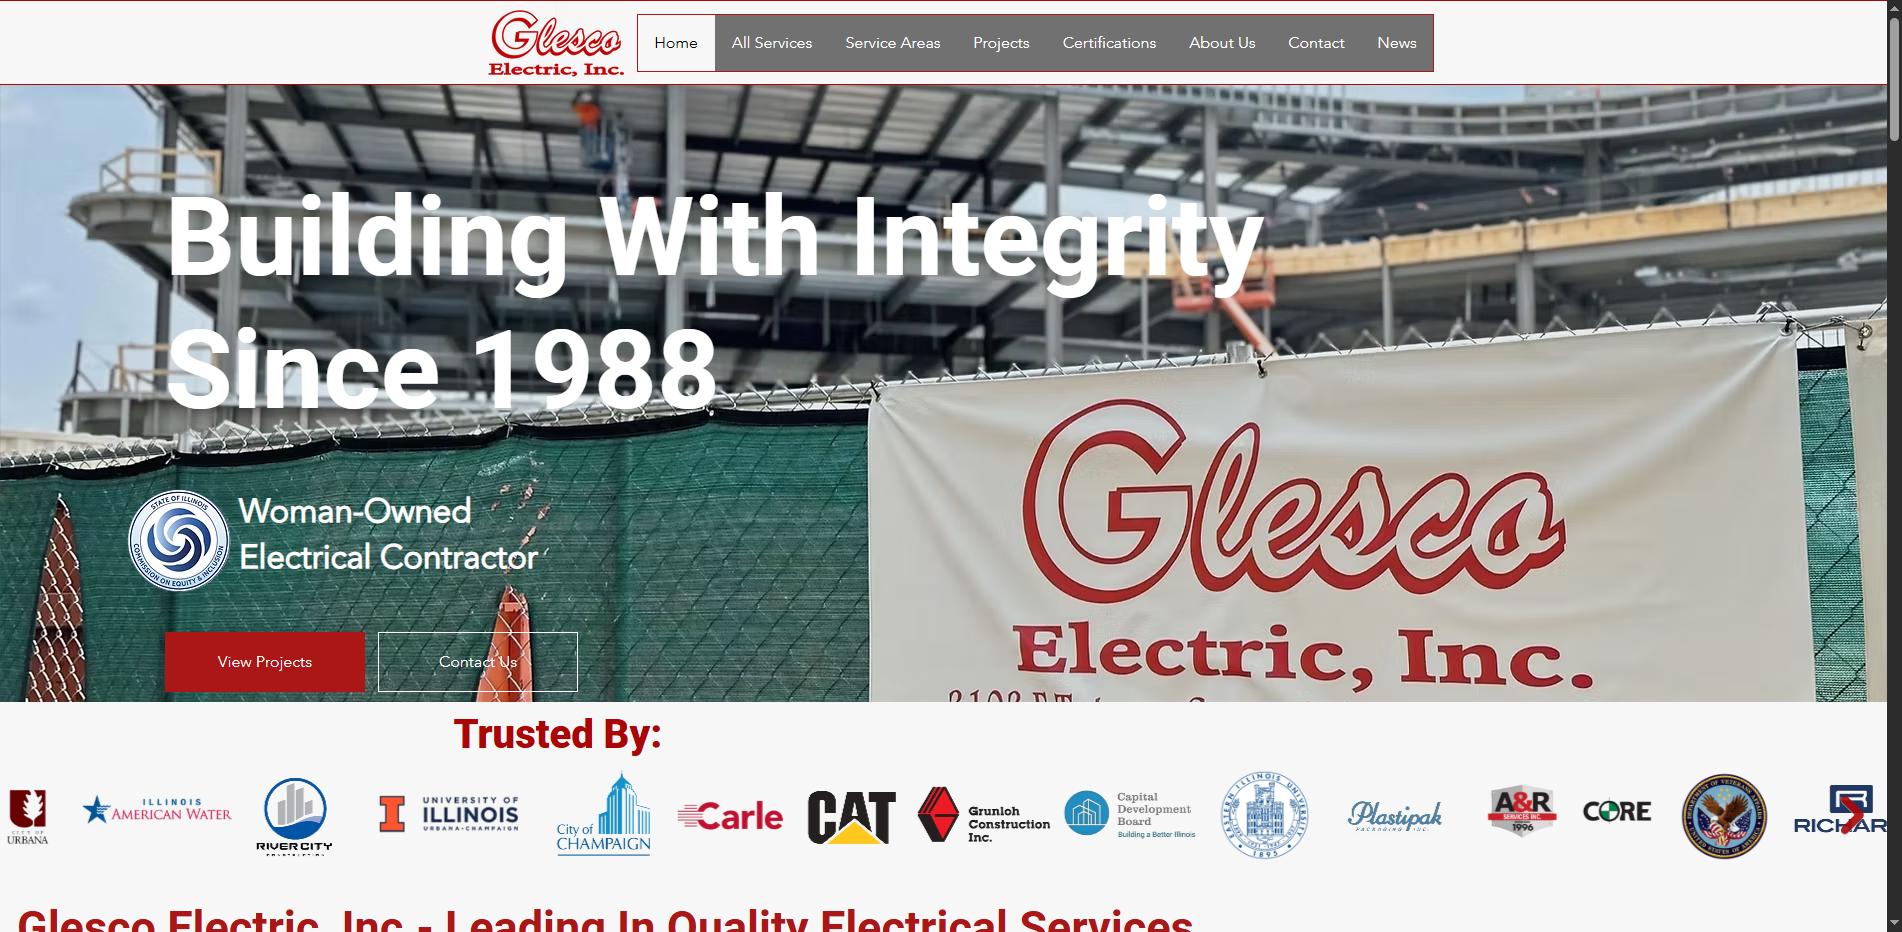 Glesco
Electric, Inc.
Home
All Services
Service Areas
Projects
Certifications
About Us
Contact
News
Building With Integrity
Since 1988
STATE OF ILLINOIS
COMMISSION ON EQUITY & INCLUSION
Woman-Owned
Electrical Contractor
View Projects
Contact Us
Glesco
Electric, Inc.
Trusted By:
CITY OF
URBANA
ILLINOIS
AMERICAN WATER
RIVER CITY
UNIVERSITY OF
ILLINOIS
URBANA-CHAMPAIGN
City of
CHAMPAIGN
Carle
CAT
Grunloh
Construction
Inc.
Capital
Development
Board
Building a Better Illinois
EASTERN ILLINOIS UNIVERSITY
1895
Plastipak
PACKAGING, INC.
A&R
SERVICES INC.
1996
CORE
DEPARTMENT OF VETERANS AFFAIRS
UNITED STATES OF AMERICA
RICHAR
Glesco Electric, Inc - Leading In Quality Electrical Services